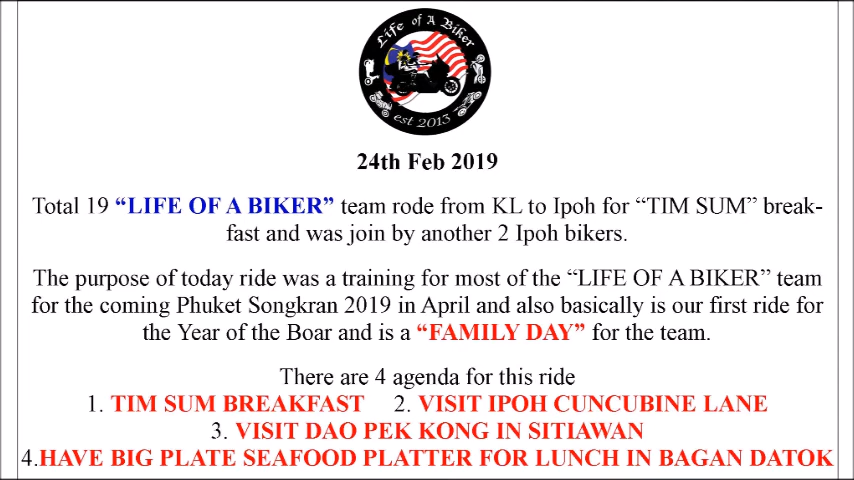 Life of A Biker
est 2013
24th Feb 2019
Total 19 “LIFE OF A BIKER” team rode from KL to Ipoh for “TIM SUM” break-
fast and was join by another 2 Ipoh bikers.
The purpose of today ride was a training for most of the “LIFE OF A BIKER” team
for the coming Phuket Songkran 2019 in April and also basically is our first ride for
the Year of the Boar and is a “FAMILY DAY” for the team.
There are 4 agenda for this ride
1. TIM SUM BREAKFAST 2. VISIT IPOH CUNCUBINE LANE
3. VISIT DAO PEK KONG IN SITIAWAN
4.HAVE BIG PLATE SEAFOOD PLATTER FOR LUNCH IN BAGAN DATOK